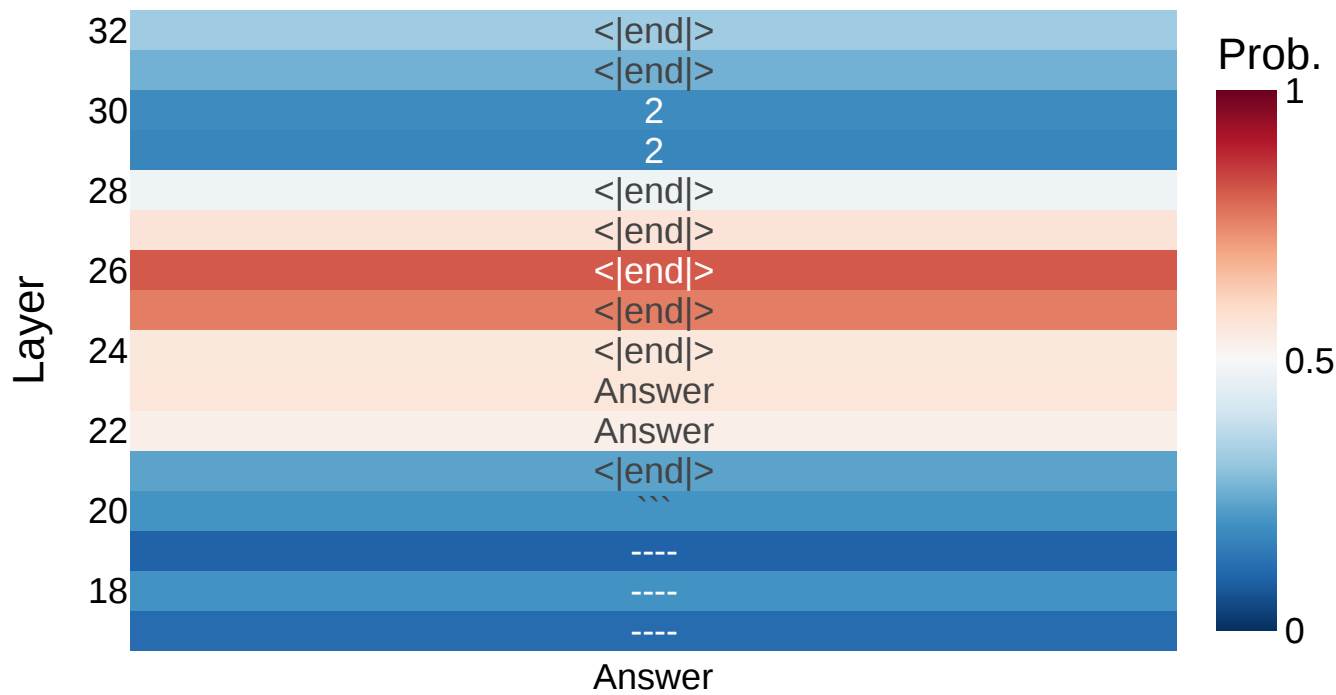 32
<|end|>
Prob.
<|end|>
1
30
2
2
28
<|end|>
<|end|>
26
<|end|>
Layer
<|end|>
24
<|end|>
0.5
Answer
22
Answer
<|end|>
20
```
----
18
----
----
0
Answer